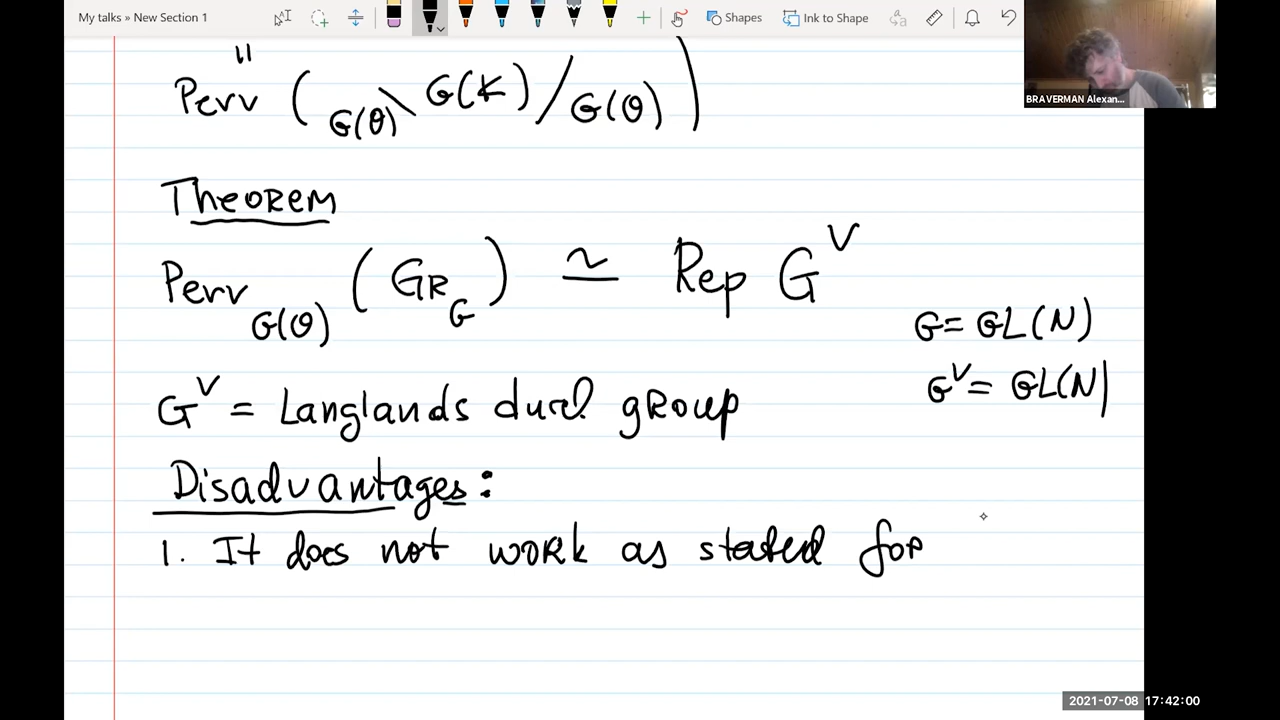 My talks » New Section 1
Shapes
Ink to Shape
BRAVERMAN Alexan...
"
Perv ( G(O)\ G(K) / G(O) )
Theorem
Perv G(O) ( Gr G ) ≃ Rep G^∨
G = GL(N)
G^∨ = GL(N)
G^∨ = Langlands dual group
Disadvantages:
1. It does not work as stated for
2021-07-08 17:42:00